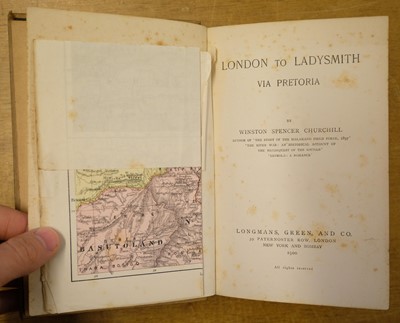 BASUTOLAND
N
LONDON TO LADYSMITH
VIA PRETORIA
BY
WINSTON SPENCER CHURCHILL
AUTHOR OF "THE STORY OF THE MALAKAND FIELD FORCE, 1897"
"THE RIVER WAR: AN HISTORICAL ACCOUNT OF
THE RECONQUEST OF THE SOUDAN"
"SAVROLA: A ROMANCE"
LONGMANS, GREEN, AND CO.
39 PATERNOSTER ROW, LONDON
NEW YORK AND BOMBAY
1900
All rights reserved